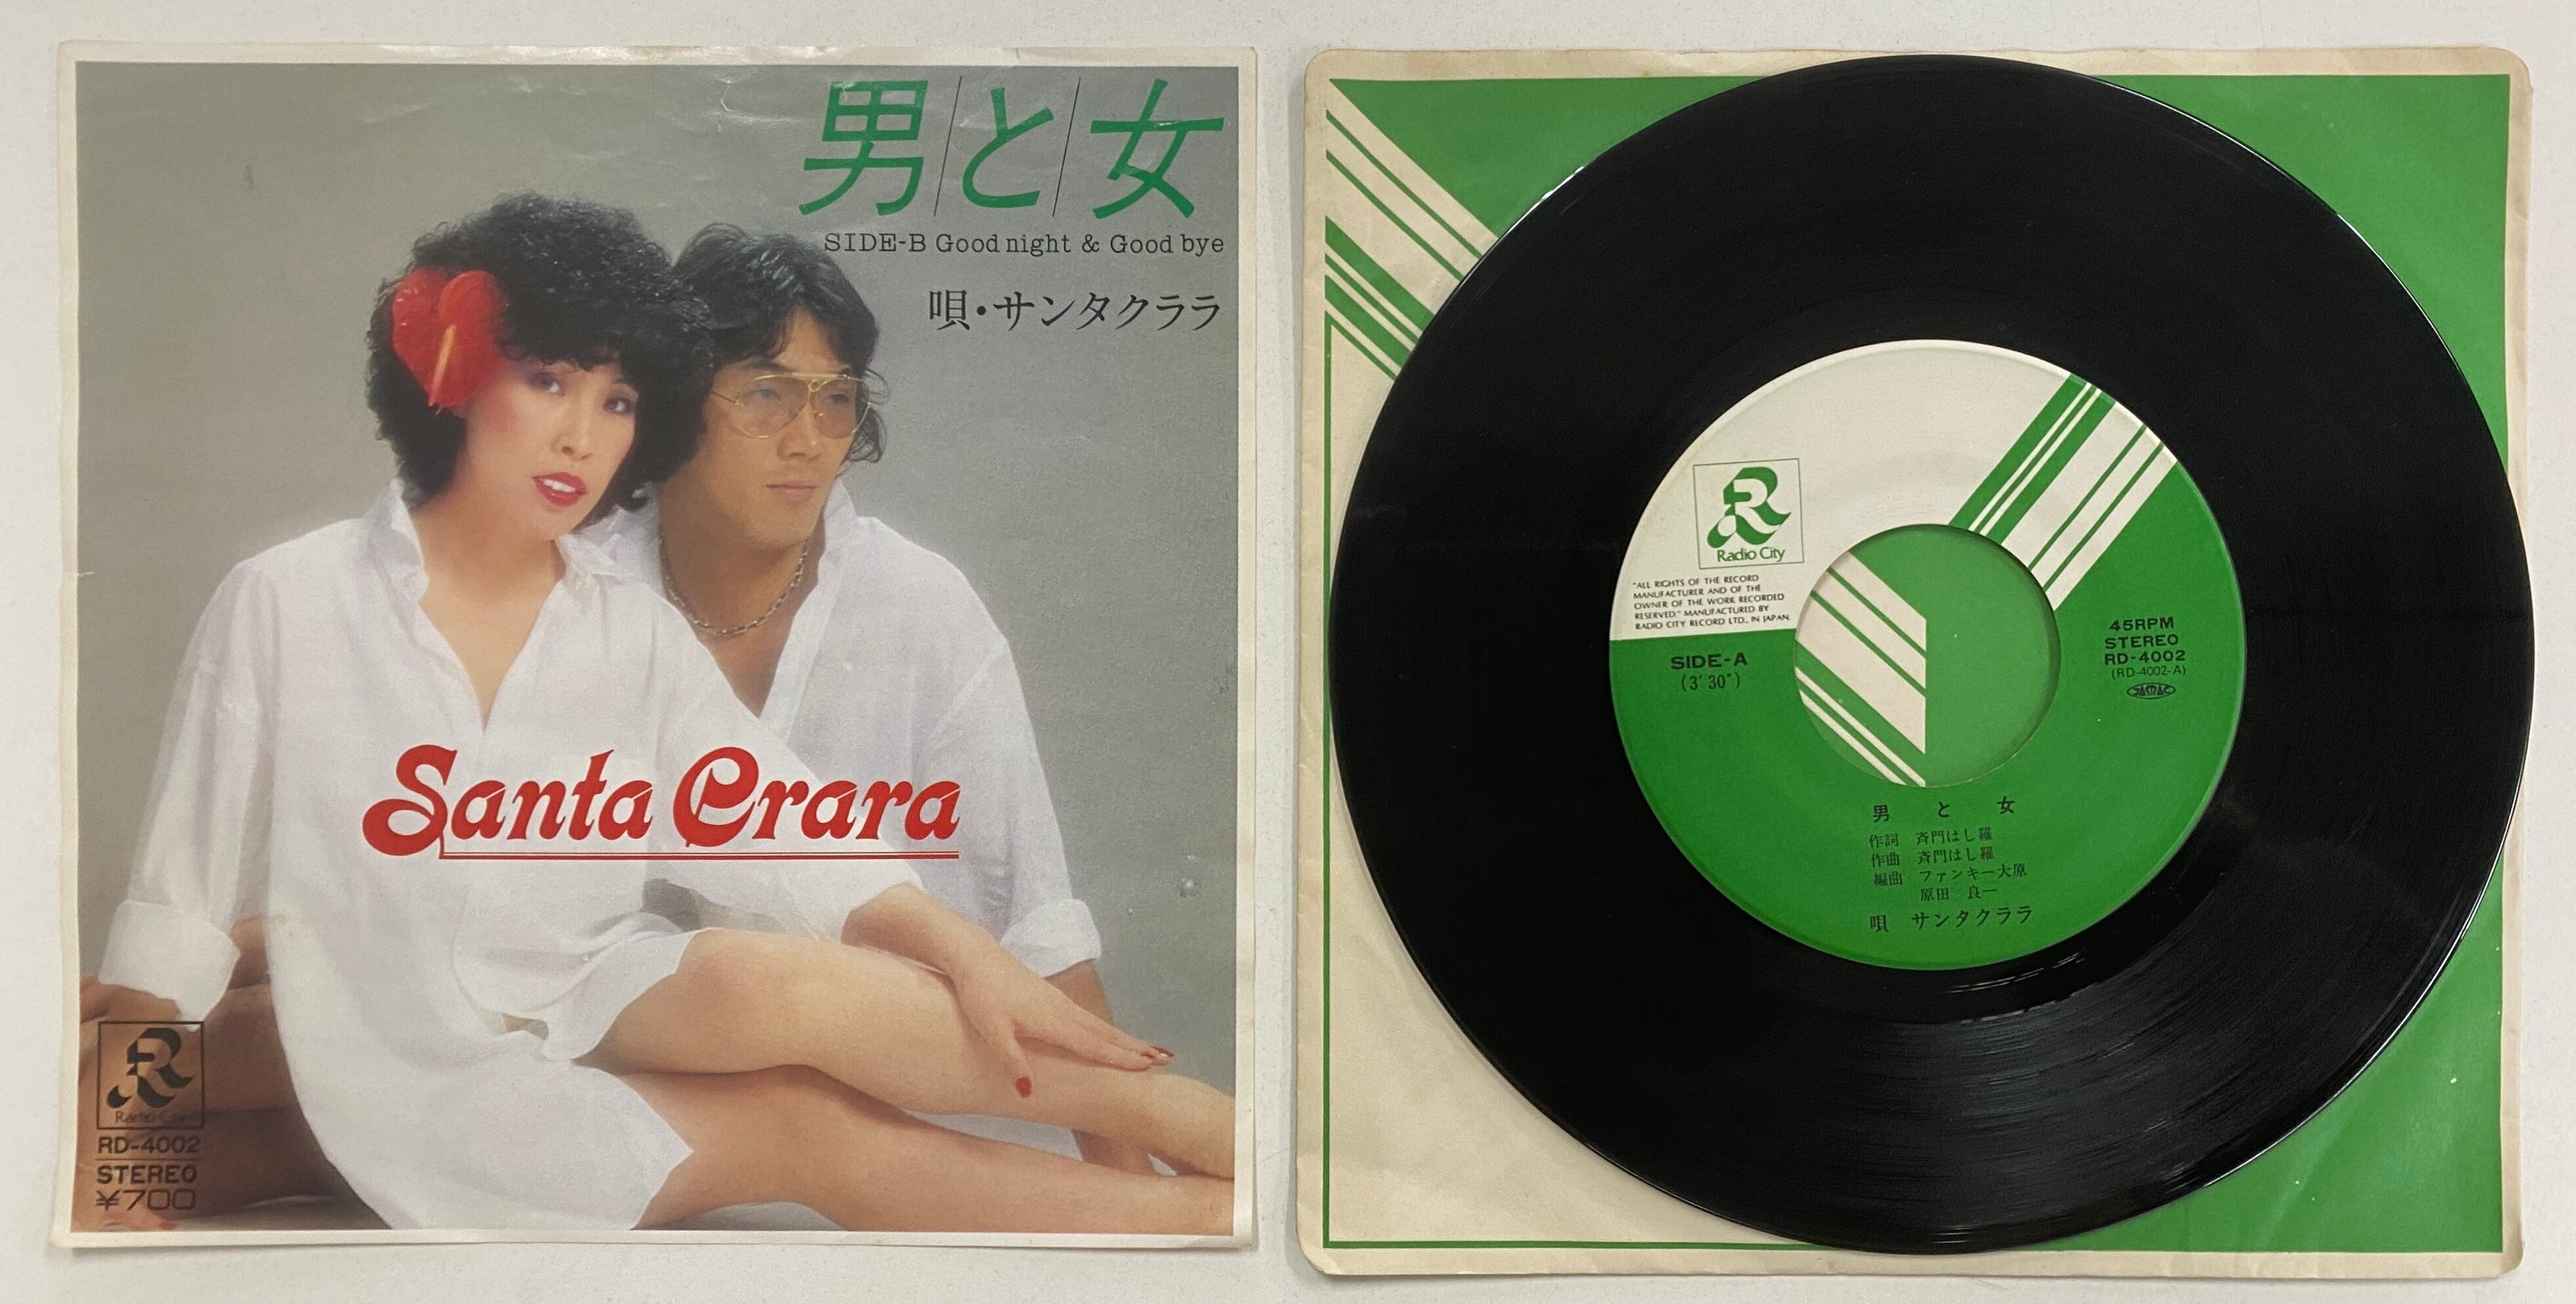 男と女
SIDE-B Good night & Good bye
唄・サンタクララ
Santa Crara
R
Radio City
RD-4002
STEREO
¥700
R
Radio City
"ALL RIGHTS OF THE RECORD
MANUFACTURER AND OF THE
OWNER OF THE WORK RECORDED
RESERVED." MANUFACTURED BY
RADIO CITY RECORD LTD., IN JAPAN.
SIDE-A
(3′30″)
45RPM
STEREO
RD-4002
(RD-4002-A)
JASRAC
男 と 女
作詞 斉門はし羅
作曲 斉門はし羅
編曲 ファンキー大原
原田 良一
唄 サンタクララ